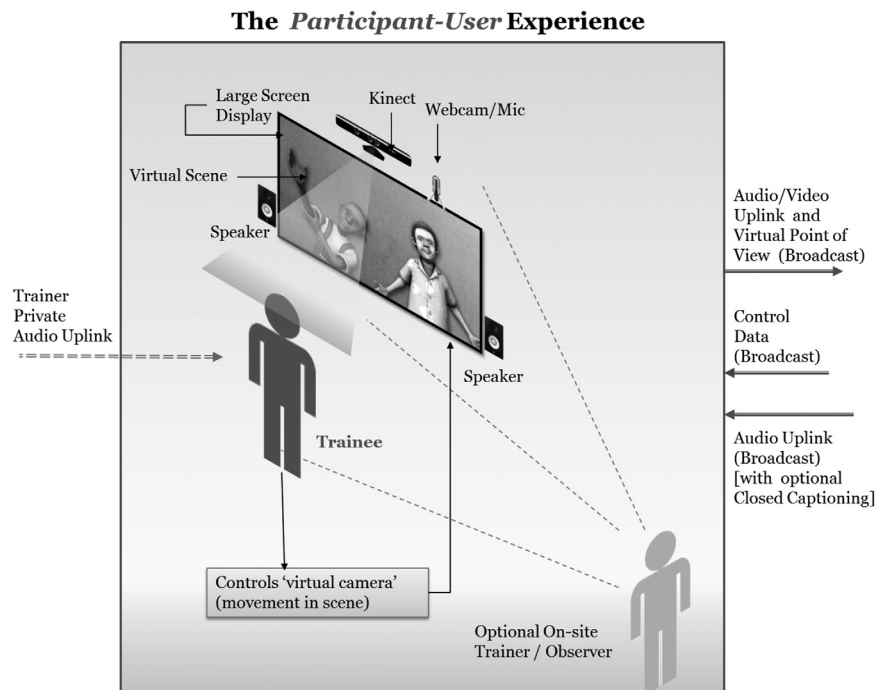 The Participant-User Experience
Large Screen
Display
Kinect
Webcam/Mic
Virtual Scene
Speaker
Audio/Video
Uplink and
Virtual Point of
View (Broadcast)
Trainer
Private
Audio Uplink
Control
Data
(Broadcast)
Speaker
Trainee
Audio Uplink
(Broadcast)
[with optional
Closed Captioning]
Controls ‘virtual camera’
(movement in scene)
Optional On-site
Trainer / Observer